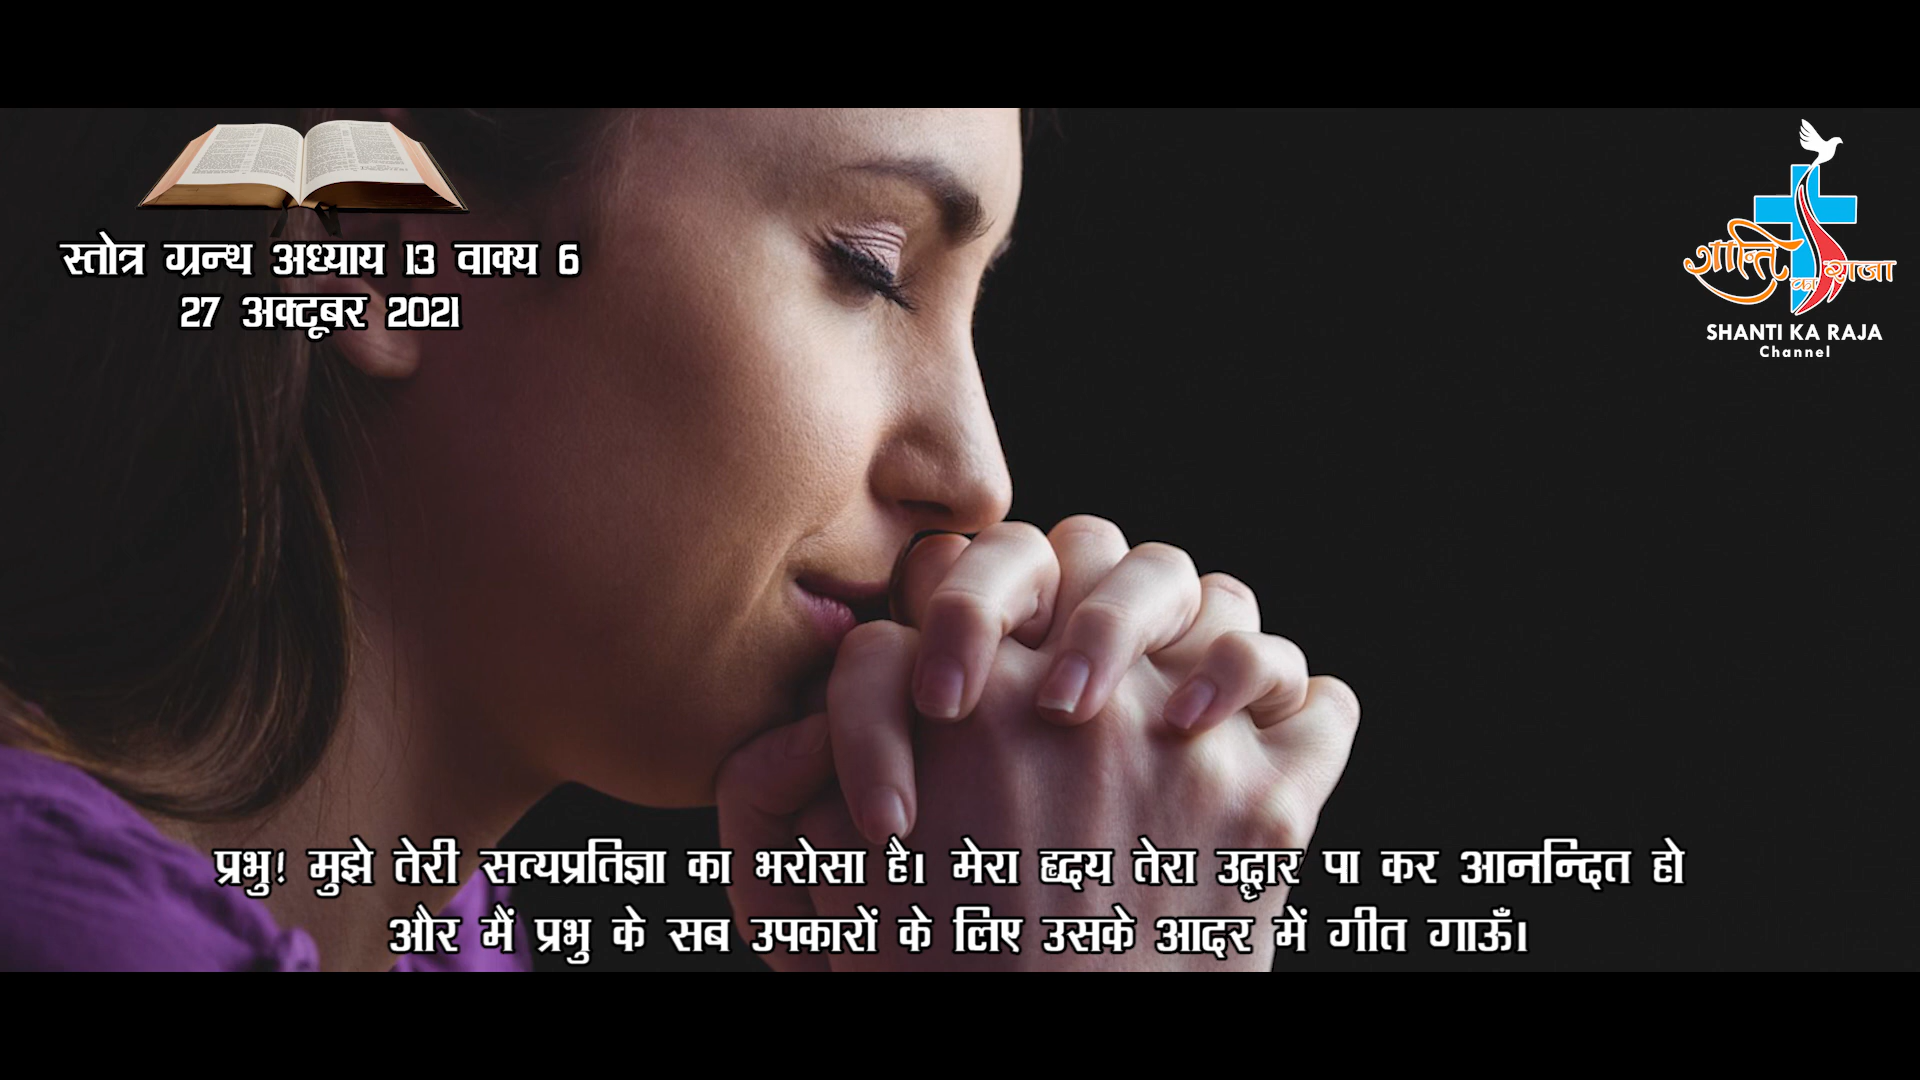 स्तोत्र ग्रन्थ अध्याय 13 वाक्य 6
27 अक्टूबर 2021
शान्ति का राजा
SHANTI KA RAJA
Channel
प्रभु! मुझे तेरी सत्यप्रतिज्ञा का भरोसा है। मेरा हृदय तेरा उद्धार पा कर आनन्दित हो
और मैं प्रभु के सब उपकारों के लिए उसके आदर में गीत गाऊँ।